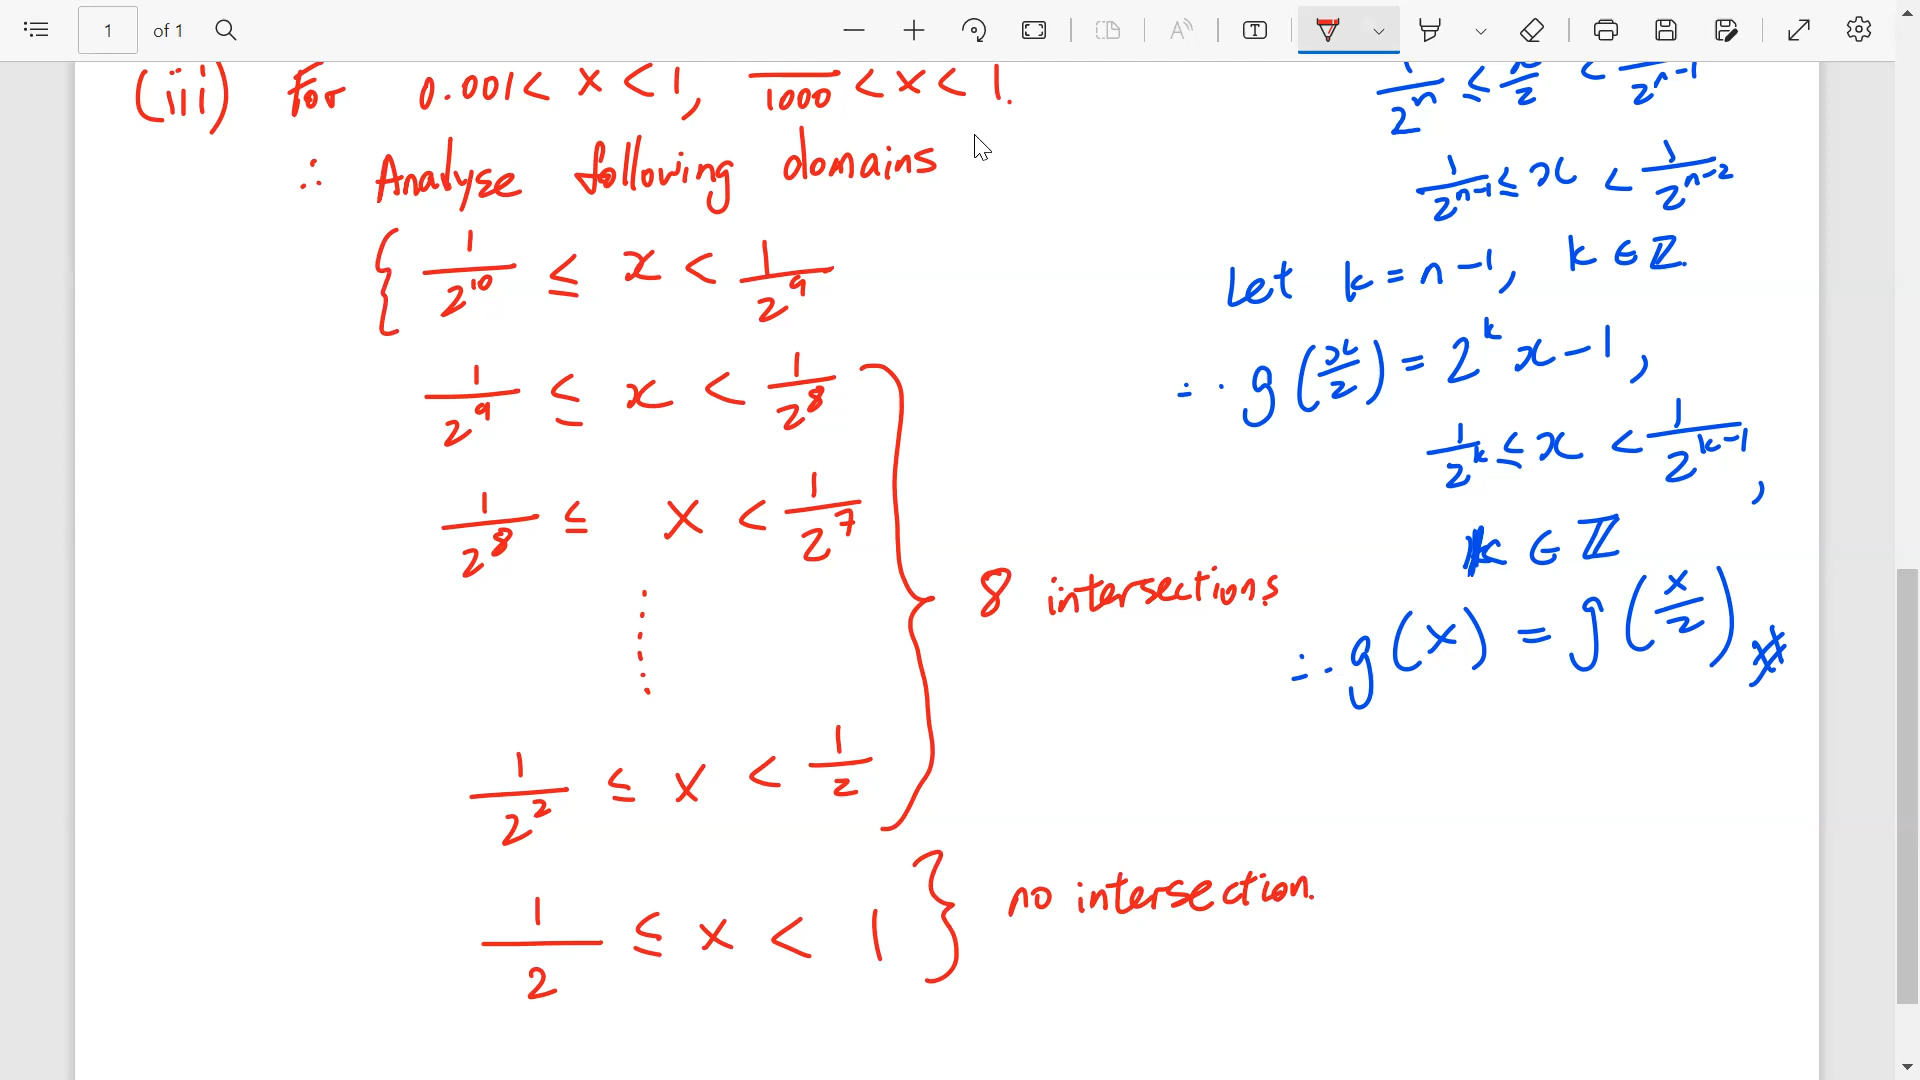 1 of 1
(iii) For 0.001 < x < 1, 1/1000 < x < 1.
∴ Analyse following domains
{ 1/2^10 ≤ x < 1/2^9
1/2^9 ≤ x < 1/2^8
1/2^8 ≤ x < 1/2^7
⋮
1/2^2 ≤ x < 1/2
} 8 intersections
1/2 ≤ x < 1 } no intersection.
1/2^n ≤ x/2 < 1/2^(n-1)
1/2^(n-1) ≤ x < 1/2^(n-2)
Let k = n-1, k ∈ ℤ.
∴ g(x/2) = 2^k x - 1,
1/2^k ≤ x < 1/2^(k-1),
k ∈ ℤ
∴ g(x) = g(x/2) #